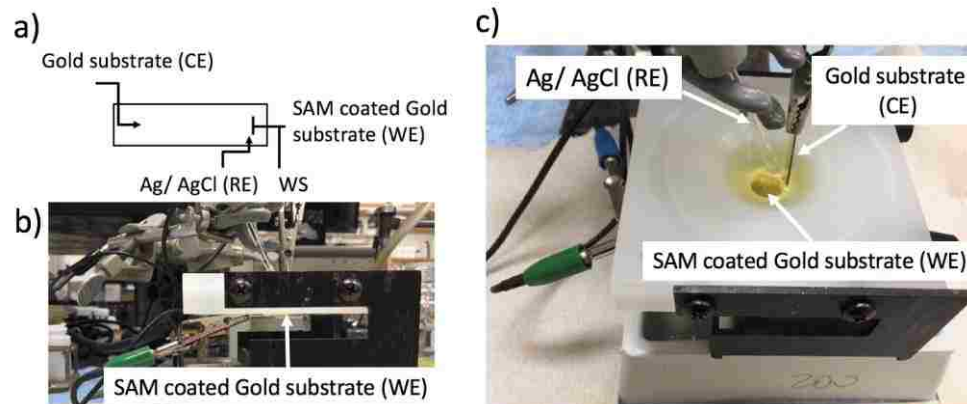 a)
Gold substrate (CE)
SAM coated Gold
substrate (WE)
Ag/ AgCl (RE)
WS
b)
SAM coated Gold substrate (WE)
c)
Ag/ AgCl (RE)
Gold substrate
(CE)
SAM coated Gold substrate (WE)
200